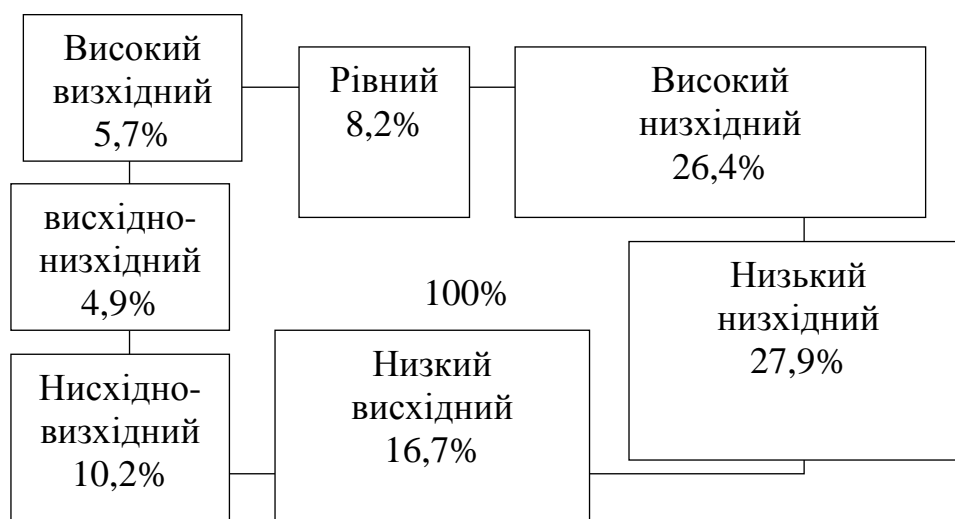 Високий
визхідний
5,7%
Рівний
8,2%
Високий
низхідний
26,4%
висхідно-
низхідний
4,9%
100%
Низький
низхідний
27,9%
Нисхідно-
визхідний
10,2%
Низкий
висхідний
16,7%